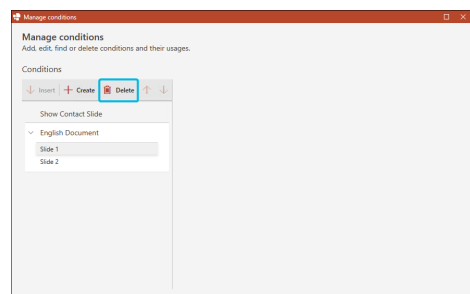 Manage conditions
Manage conditions
Add, edit, find or delete conditions and their usages.
Conditions
Insert Create Delete
Show Contact Slide
English Document
Slide 1
Slide 2